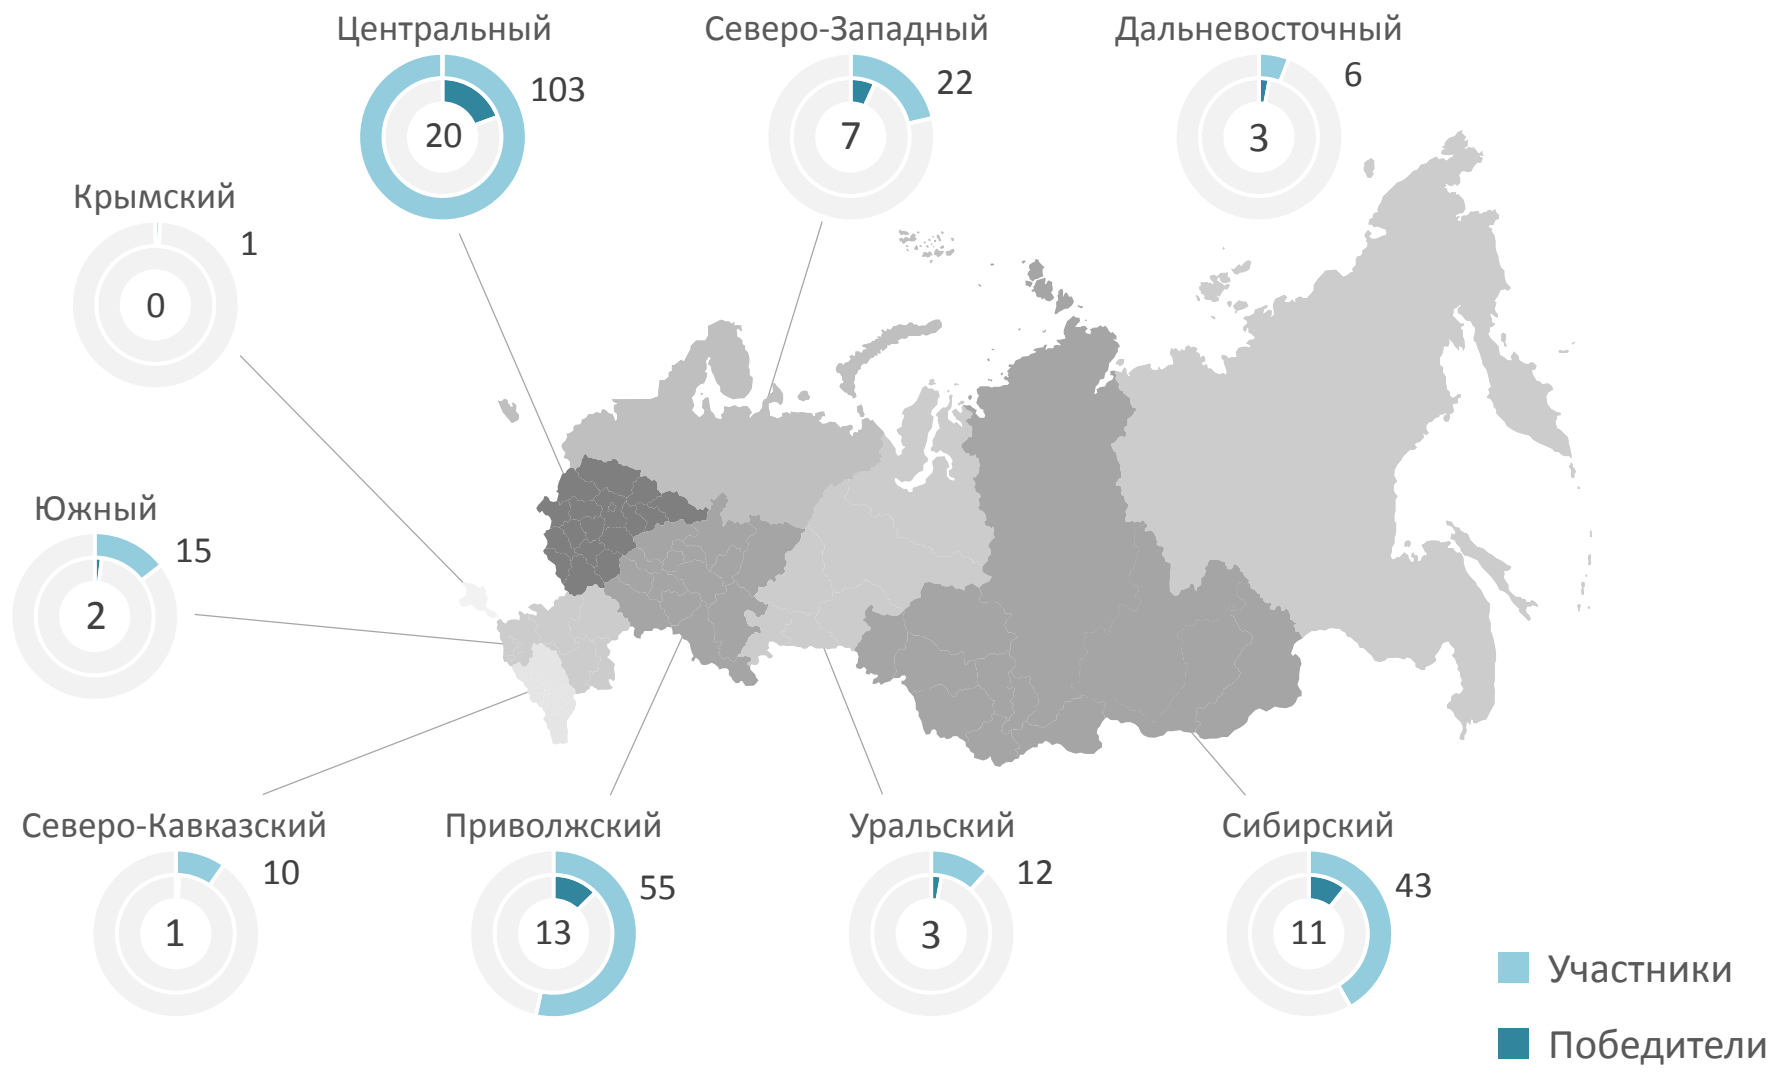 Центральный
103
20
Северо-Западный
22
7
Дальневосточный
6
3
Крымский
1
0
Южный
15
2
Северо-Кавказский
10
1
Приволжский
55
13
Уральский
12
3
Сибирский
43
11
Участники
Победители